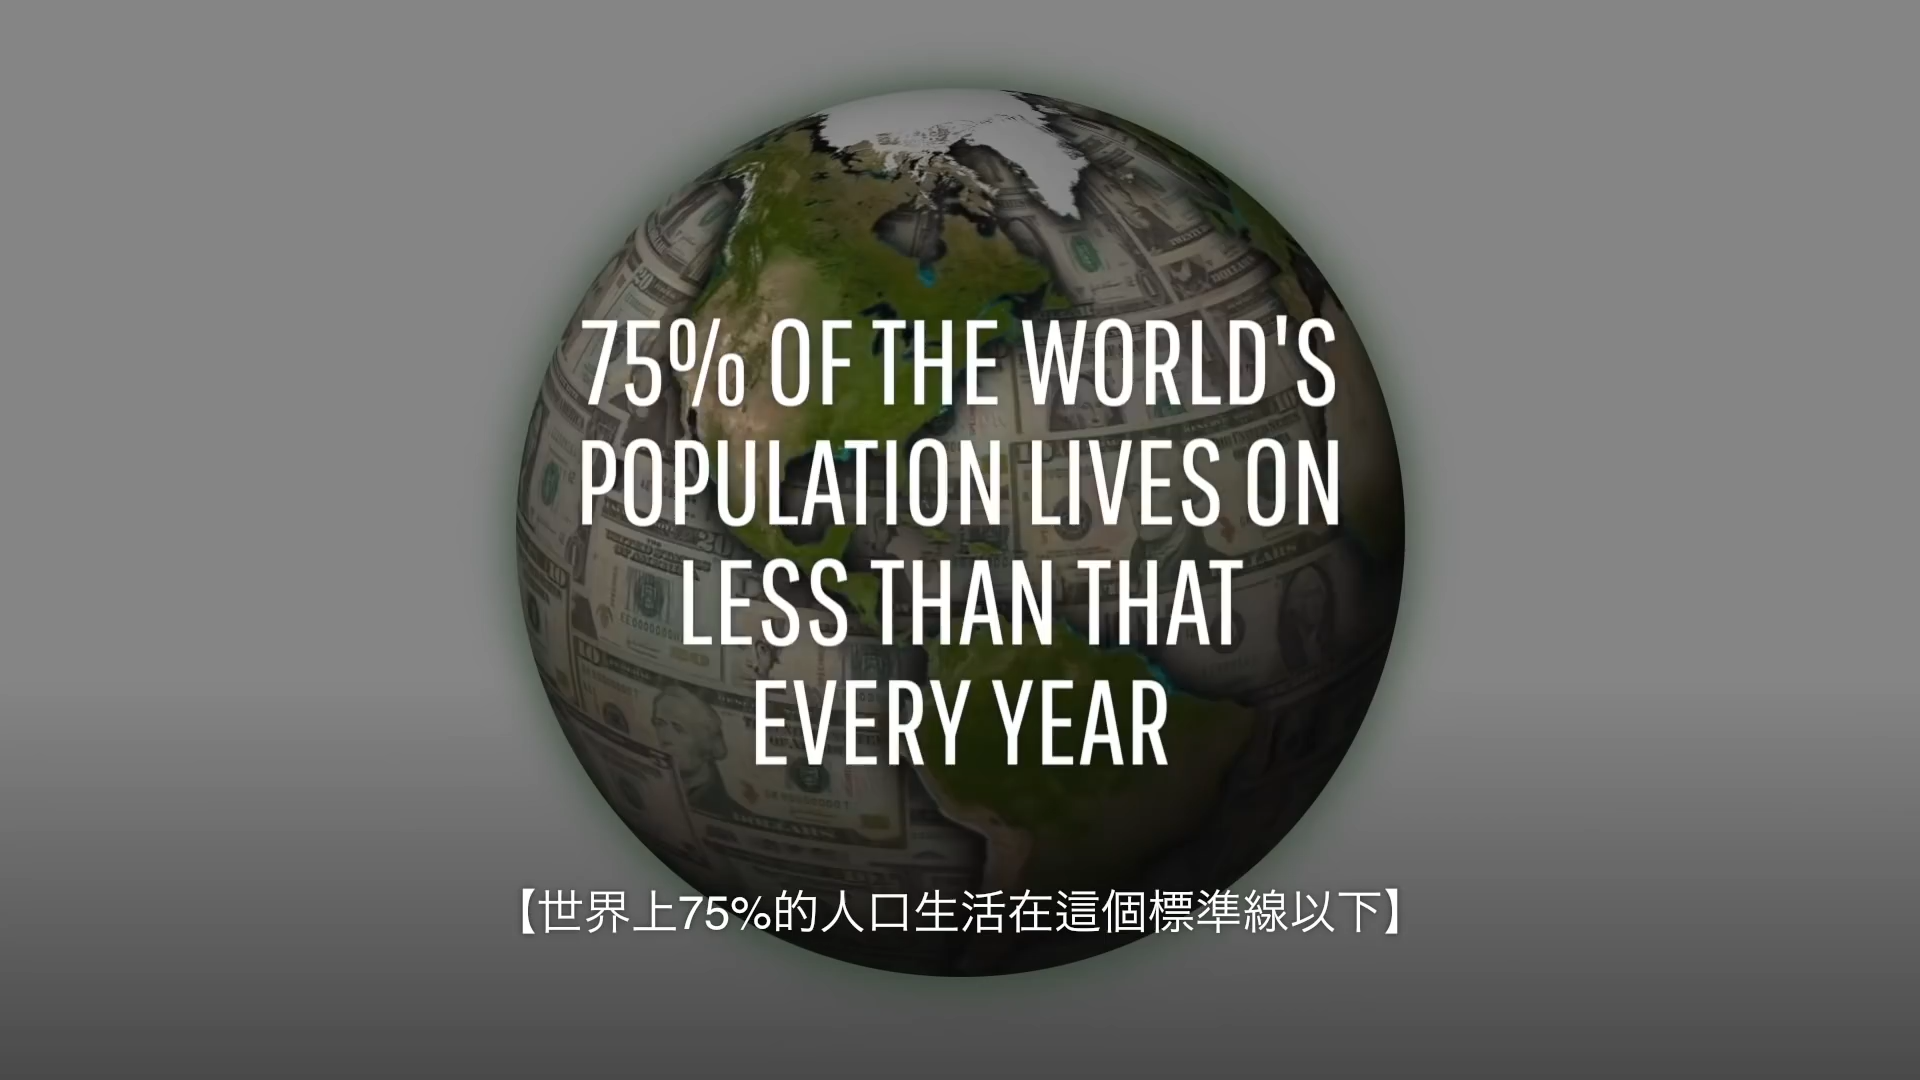 75% OF THE WORLD'S
POPULATION LIVES ON
LESS THAN THAT
EVERY YEAR
【世界上75%的人口生活在這個標準線以下】